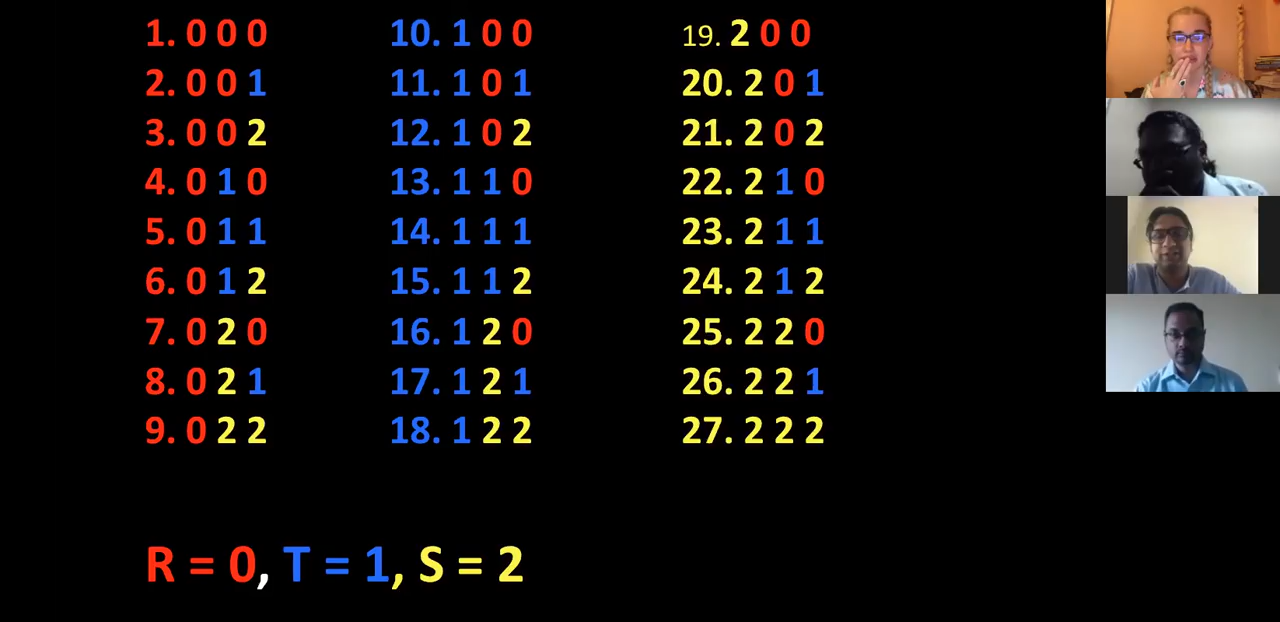 1. 0 0 0
2. 0 0 1
3. 0 0 2
4. 0 1 0
5. 0 1 1
6. 0 1 2
7. 0 2 0
8. 0 2 1
9. 0 2 2
10. 1 0 0
11. 1 0 1
12. 1 0 2
13. 1 1 0
14. 1 1 1
15. 1 1 2
16. 1 2 0
17. 1 2 1
18. 1 2 2
19. 2 0 0
20. 2 0 1
21. 2 0 2
22. 2 1 0
23. 2 1 1
24. 2 1 2
25. 2 2 0
26. 2 2 1
27. 2 2 2
R = 0, T = 1, S = 2